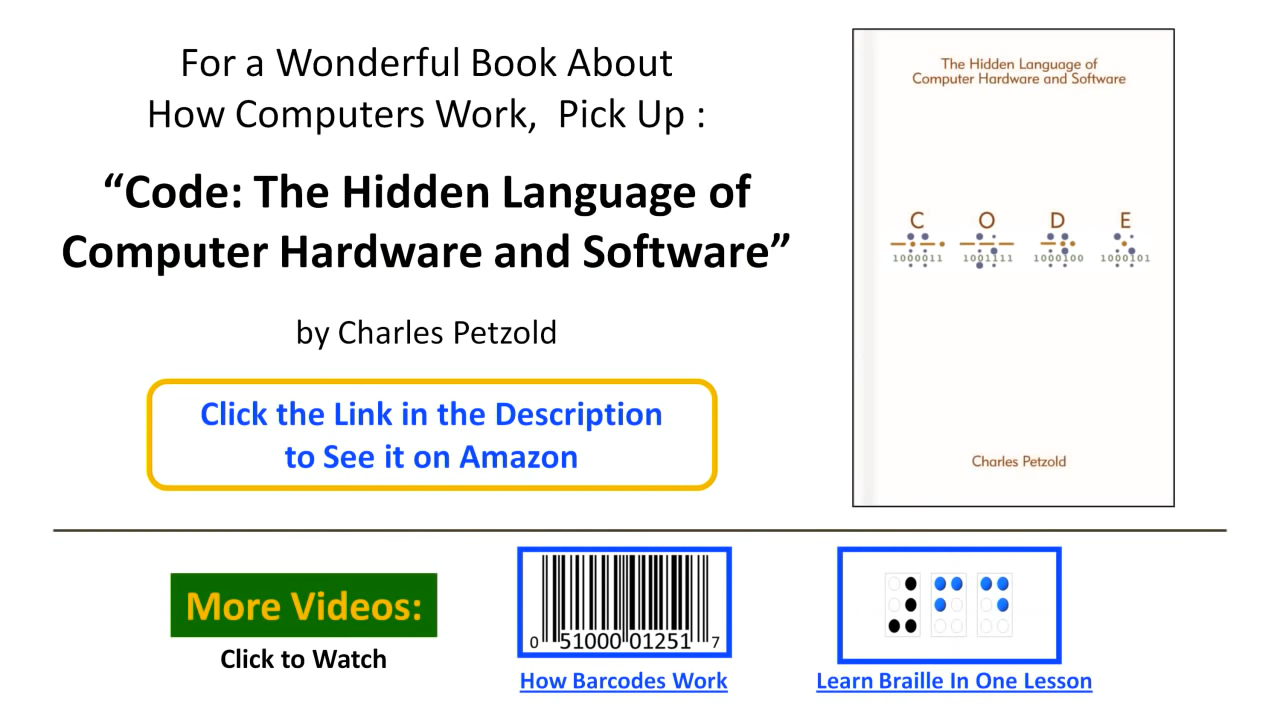 For a Wonderful Book About
How Computers Work, Pick Up :
“Code: The Hidden Language of
Computer Hardware and Software”
by Charles Petzold
Click the Link in the Description
to See it on Amazon
The Hidden Language of
Computer Hardware and Software
C O D E
1000011 1001111 1000100 1000101
Charles Petzold
More Videos:
Click to Watch
0 51000 01251 7
How Barcodes Work
Learn Braille In One Lesson